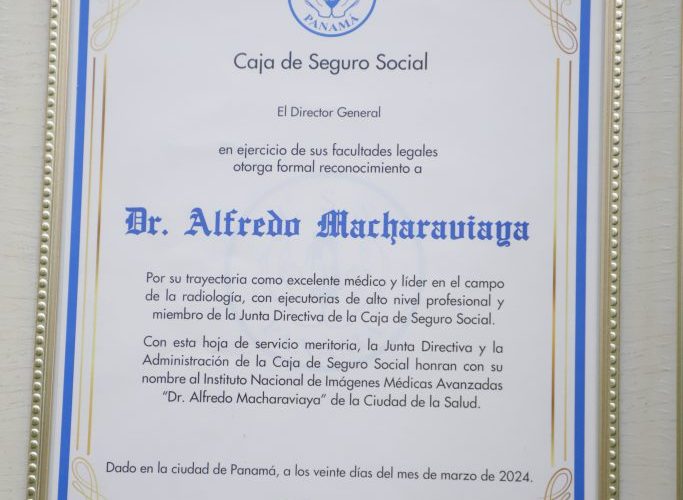 PANAMÁ
Caja de Seguro Social
El Director General
en ejercicio de sus facultades legales
otorga formal reconocimiento a
Dr. Alfredo Macharaviaya
Por su trayectoria como excelente médico y líder en el campo
de la radiología, con ejecutorias de alto nivel profesional y
miembro de la Junta Directiva de la Caja de Seguro Social.
Con esta hoja de servicio meritoria, la Junta Directiva y la
Administración de la Caja de Seguro Social honran con su
nombre al Instituto Nacional de Imágenes Médicas Avanzadas
“Dr. Alfredo Macharaviaya” de la Ciudad de la Salud.
Dado en la ciudad de Panamá, a los veinte días del mes de marzo de 2024.